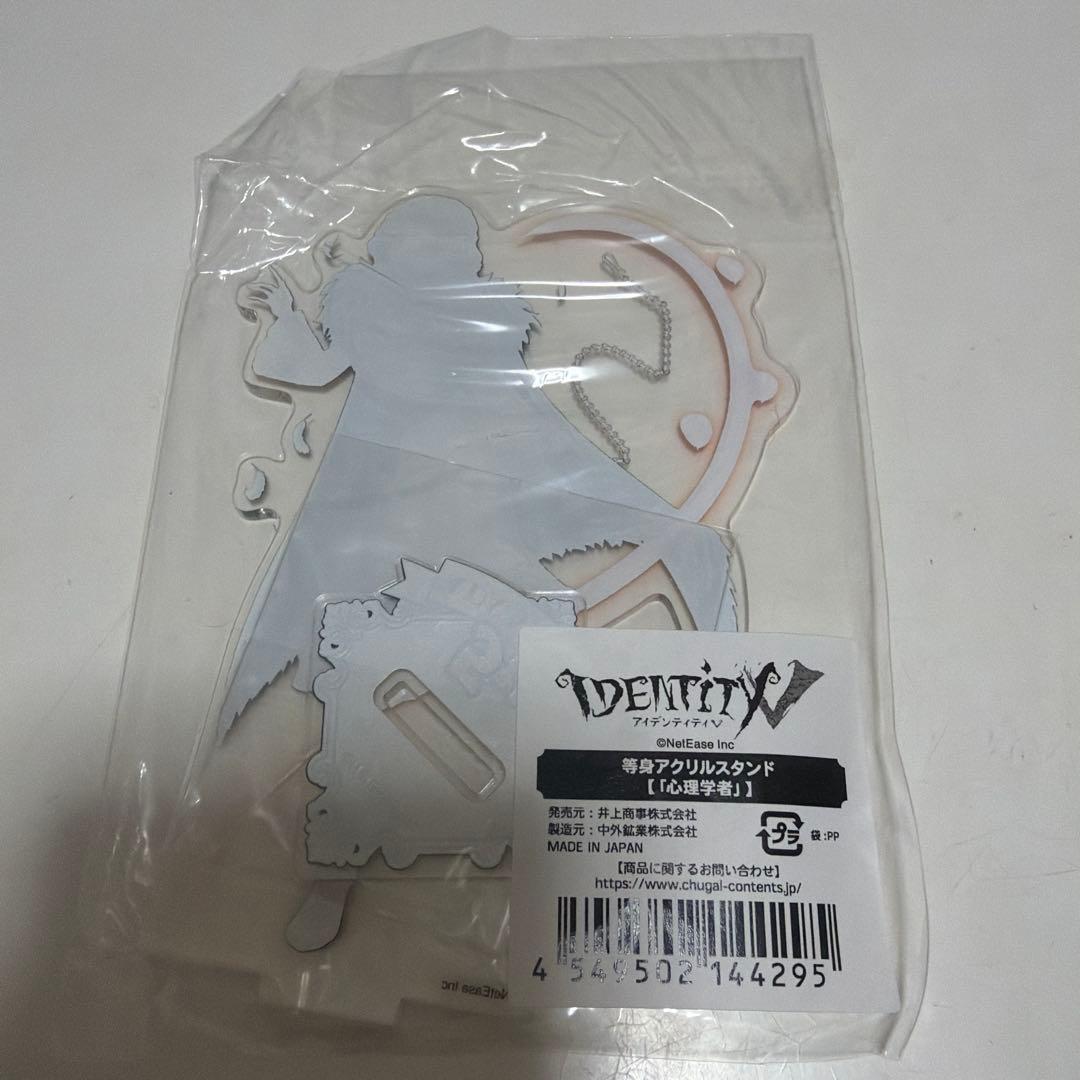 IDENTITY V
アイデンティティV
©NetEase Inc
等身アクリルスタンド
【「心理学者」】
発売元：井上商事株式会社
製造元：中外鉱業株式会社
MADE IN JAPAN
プラ
袋:PP
【商品に関するお問い合わせ】
https://www.chugai-contents.jp/
4 549502 144295
NetEase Inc